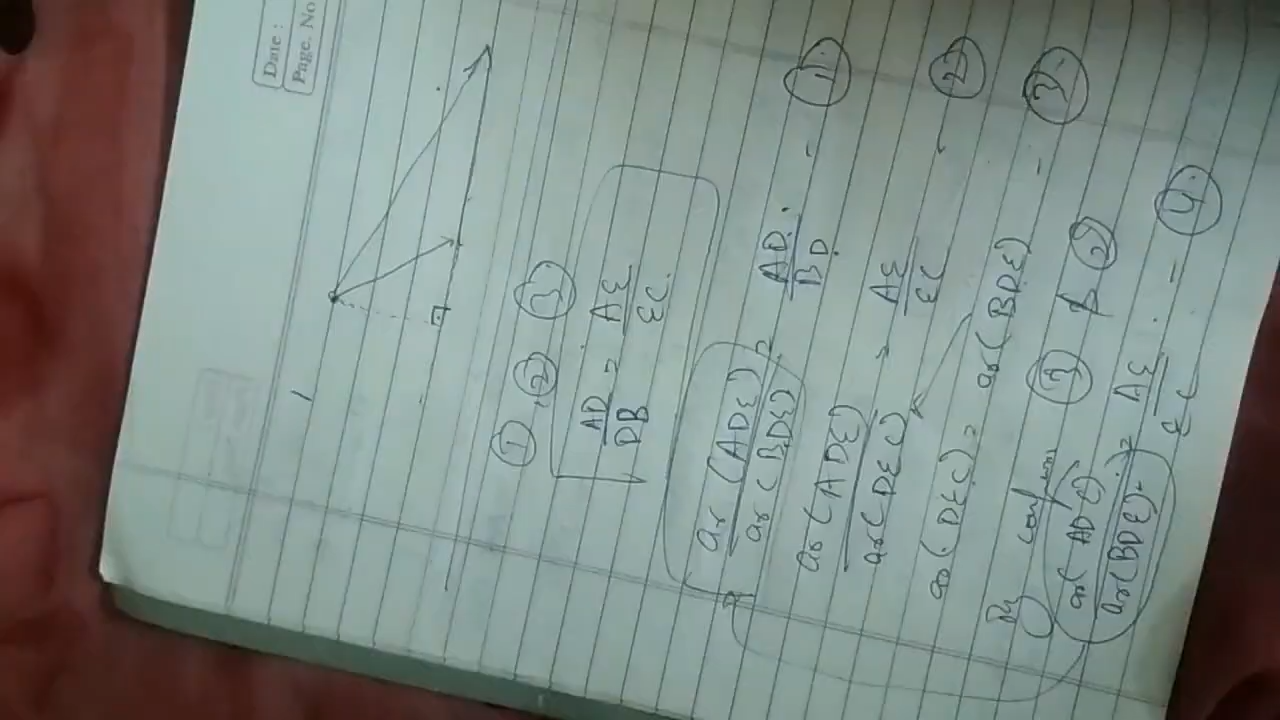 Date :
Page. No
① , ② ③
AD/DB = AE/EC.
ar (ADE)/ar (BDE) = AD/BD - ①
ar (ADE)/ar (DEC) = AE/EC - ②
ar (DEC) = ar (BDE) - ③
By ③ & ②
ar (ADE)/ar (BDE) = AE/EC - ④